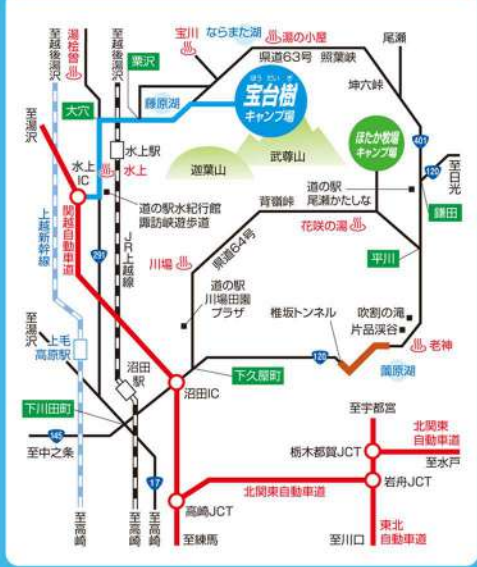 至越後湯沢
湯桧曽
至越後湯沢
粟沢
宝川
ならまた湖
湯の小屋
県道63号 照葉峡
尾瀬
坤六峠
大穴
藤原湖
ほうだいぎ
宝台樹
キャンプ場
ほたか牧場
キャンプ場
至湯沢
水上駅
水上IC
水上
迦葉山
武尊山
401
120
至日光
道の駅
尾瀬かたしな
鎌田
上越新幹線
関越自動車道
291
JR上越線
道の駅水紀行館
諏訪峡遊歩道
背嶺峠
花咲の湯
平川
川場
県道64号
道の駅
川場田園
プラザ
椎坂トンネル
吹割の滝
片品渓谷
老神
薗原湖
120
至湯沢
上毛
高原駅
沼田駅
下久屋町
沼田IC
下川田町
145
至中之条
17
至高崎
至高崎
至高崎
高崎JCT
至練馬
北関東自動車道
至宇都宮
栃木都賀JCT
北関東
自動車道
至水戸
岩舟JCT
至川口
東北
自動車道